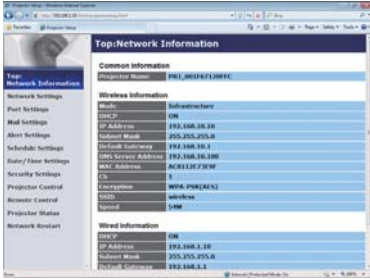 Top:Network Information
Common Information
Projector Name
Top:
Network Information
Network Settings
Port Settings
Mail Settings
Alert Settings
Schedule Settings
Date/Time Settings
Security Settings
Projector Control
Remote Control
Projector Status
Network Restart
Wireless Information
Mode Infrastructure
DHCP ON
IP Address 192.168.10.10
Subnet Mask 255.255.255.0
Default Gateway 192.168.10.1
DNS Server Address 192.168.10.100
MAC Address
Ch 1
Encryption WPA-PSK(AES)
SSID wireless
Speed 54M
Wired Information
DHCP ON
IP Address 192.168.1.10
Subnet Mask 255.255.255.0
Default Gateway 192.168.1.1